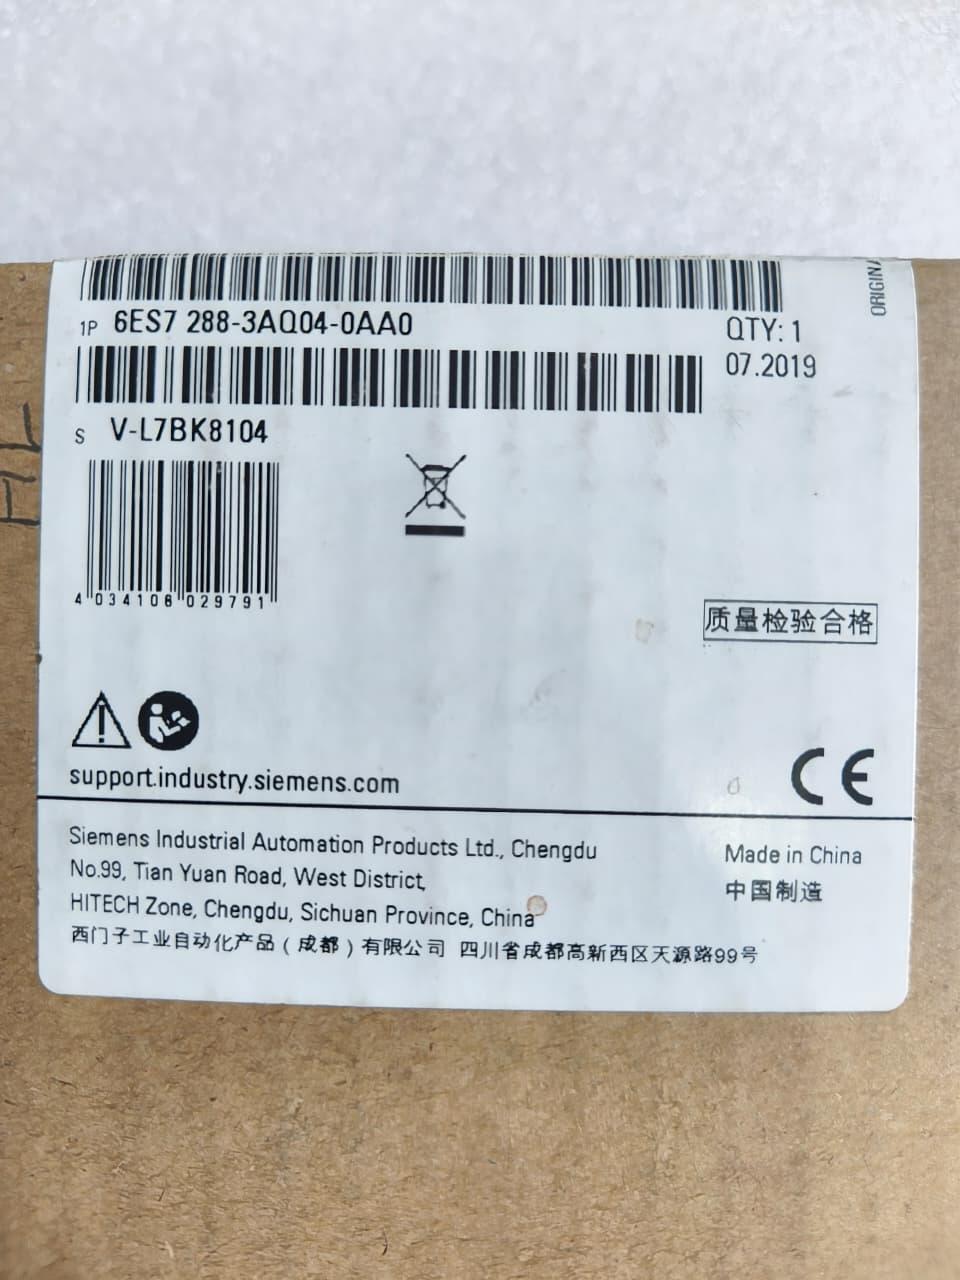 1P 6ES7 288-3AQ04-0AA0
QTY: 1
07.2019
S V-L7BK8104
4 034106 029791
质量检验合格
support.industry.siemens.com
CE
Siemens Industrial Automation Products Ltd., Chengdu
No.99, Tian Yuan Road, West District,
HITECH Zone, Chengdu, Sichuan Province, China
Made in China
中国制造
西门子工业自动化产品(成都)有限公司 四川省成都高新西区天源路99号